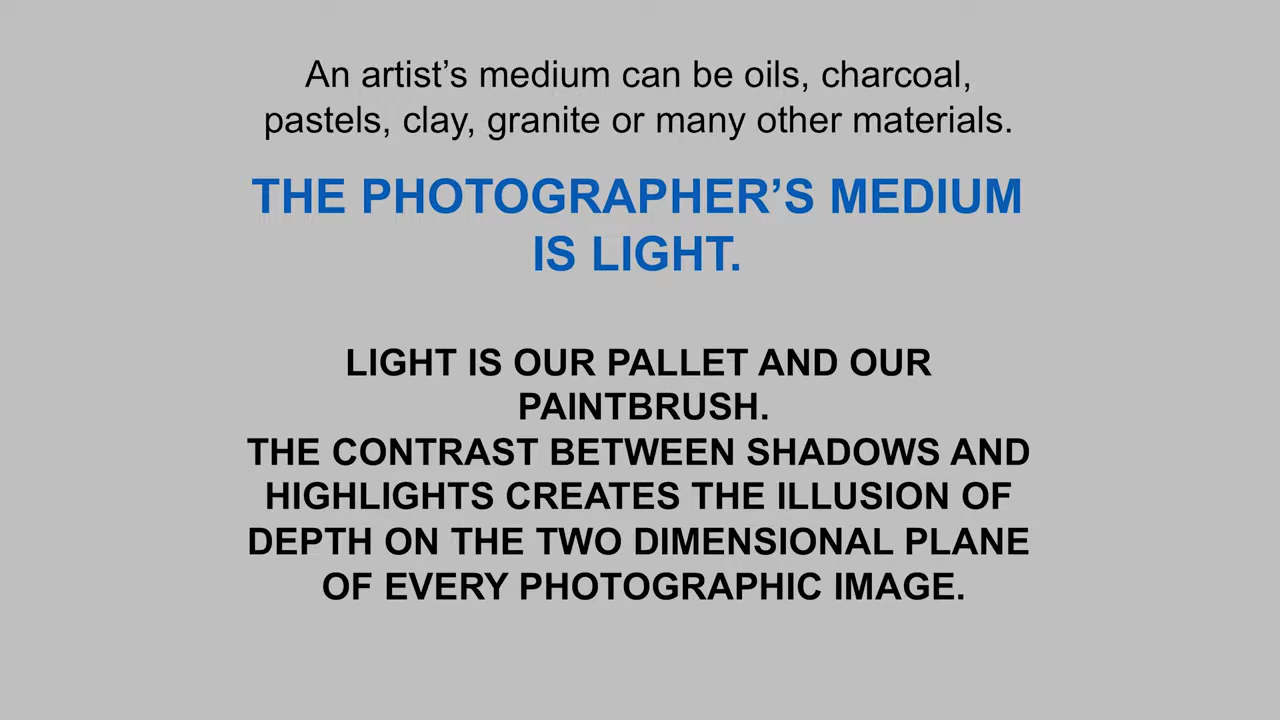 An artist’s medium can be oils, charcoal,
pastels, clay, granite or many other materials.
THE PHOTOGRAPHER’S MEDIUM
IS LIGHT.
LIGHT IS OUR PALLET AND OUR
PAINTBRUSH.
THE CONTRAST BETWEEN SHADOWS AND
HIGHLIGHTS CREATES THE ILLUSION OF
DEPTH ON THE TWO DIMENSIONAL PLANE
OF EVERY PHOTOGRAPHIC IMAGE.